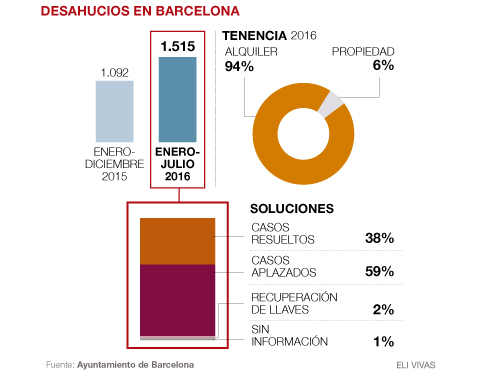 DESAHUCIOS EN BARCELONA
1.092
ENERO-
DICIEMBRE
2015
1.515
ENERO-
JULIO
2016
TENENCIA 2016
ALQUILER
94%
PROPIEDAD
6%
SOLUCIONES
CASOS
RESUELTOS 38%
CASOS
APLAZADOS 59%
RECUPERACIÓN
DE LLAVES 2%
SIN
INFORMACIÓN 1%
Fuente: Ayuntamiento de Barcelona
ELI VIVAS